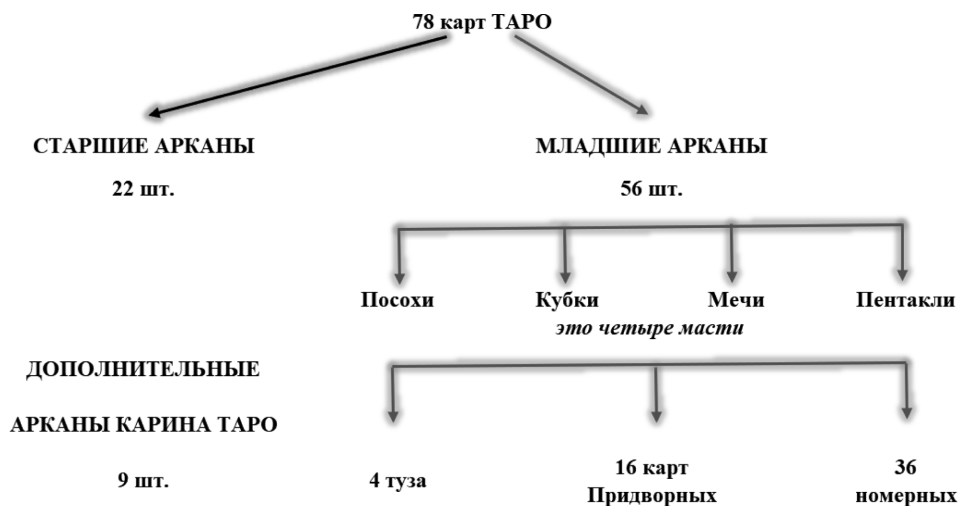 78 карт ТАРО
СТАРШИЕ АРКАНЫ
22 шт.
МЛАДШИЕ АРКАНЫ
56 шт.
Посохи
Кубки
Мечи
Пентакли
это четыре масти
ДОПОЛНИТЕЛЬНЫЕ
АРКАНЫ КАРИНА ТАРО
9 шт.
4 туза
16 карт
Придворных
36
номерных